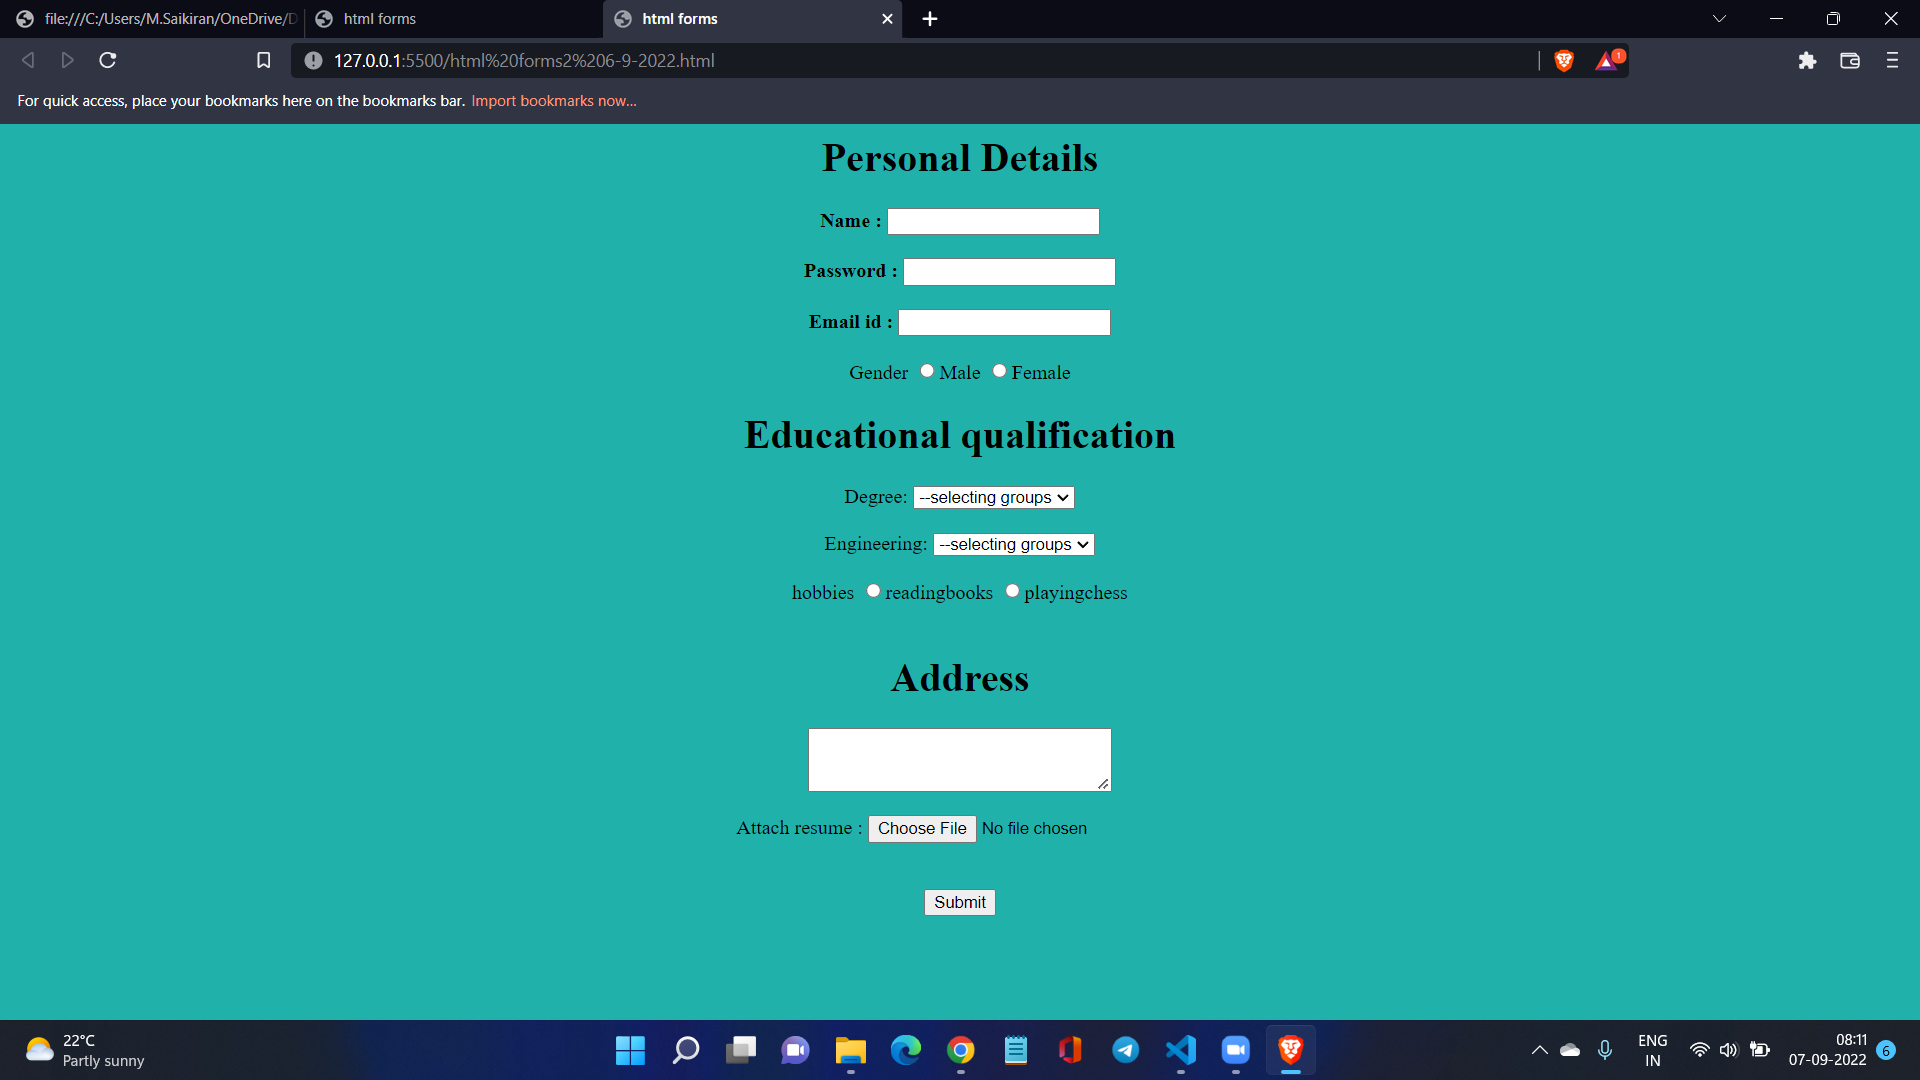 file:///C:/Users/M.Saikiran/OneDrive/D
html forms
html forms
127.0.0.1:5500/html%20forms2%206-9-2022.html
1
For quick access, place your bookmarks here on the bookmarks bar. Import bookmarks now...
Personal Details
Name :
Password :
Email id :
Gender Male Female
Educational qualification
Degree: --selecting groups
Engineering: --selecting groups
hobbies readingbooks playingchess
Address
Attach resume : Choose File No file chosen
Submit
22°C
Partly sunny
ENG
IN
08:11
07-09-2022
6